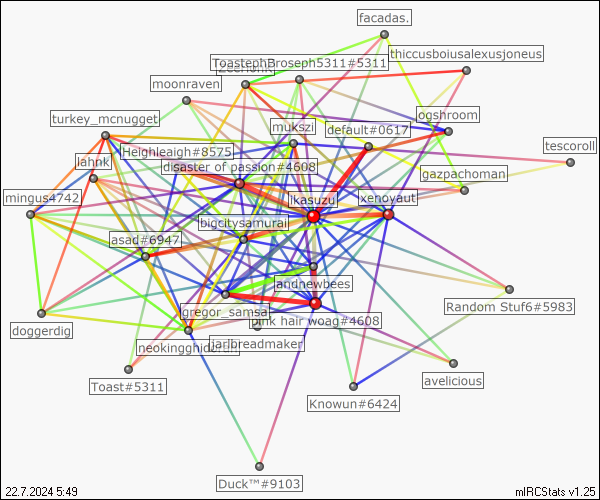 facadas.
thiccusboiusalexusjoneus
ToastephBroseph5311#5311
moonraven
ogshroom
turkey_mcnugget
mukszi
default#0617
tescoroll
Heighleaigh#8575
lahnk
disaster of passion#4608
gazpachoman
mingus4742
ikasuzu
xenovaut
bigcitysamurai
asad#6947
andnewbees
Random Stuf6#5983
gregor_samsa
pink hair woag#4608
doggerdig
jailbreadmaker
avelicious
Toast#5311
Knowun#6424
Duck™#9103
22.7.2024 5:49
mIRCStats v1.25